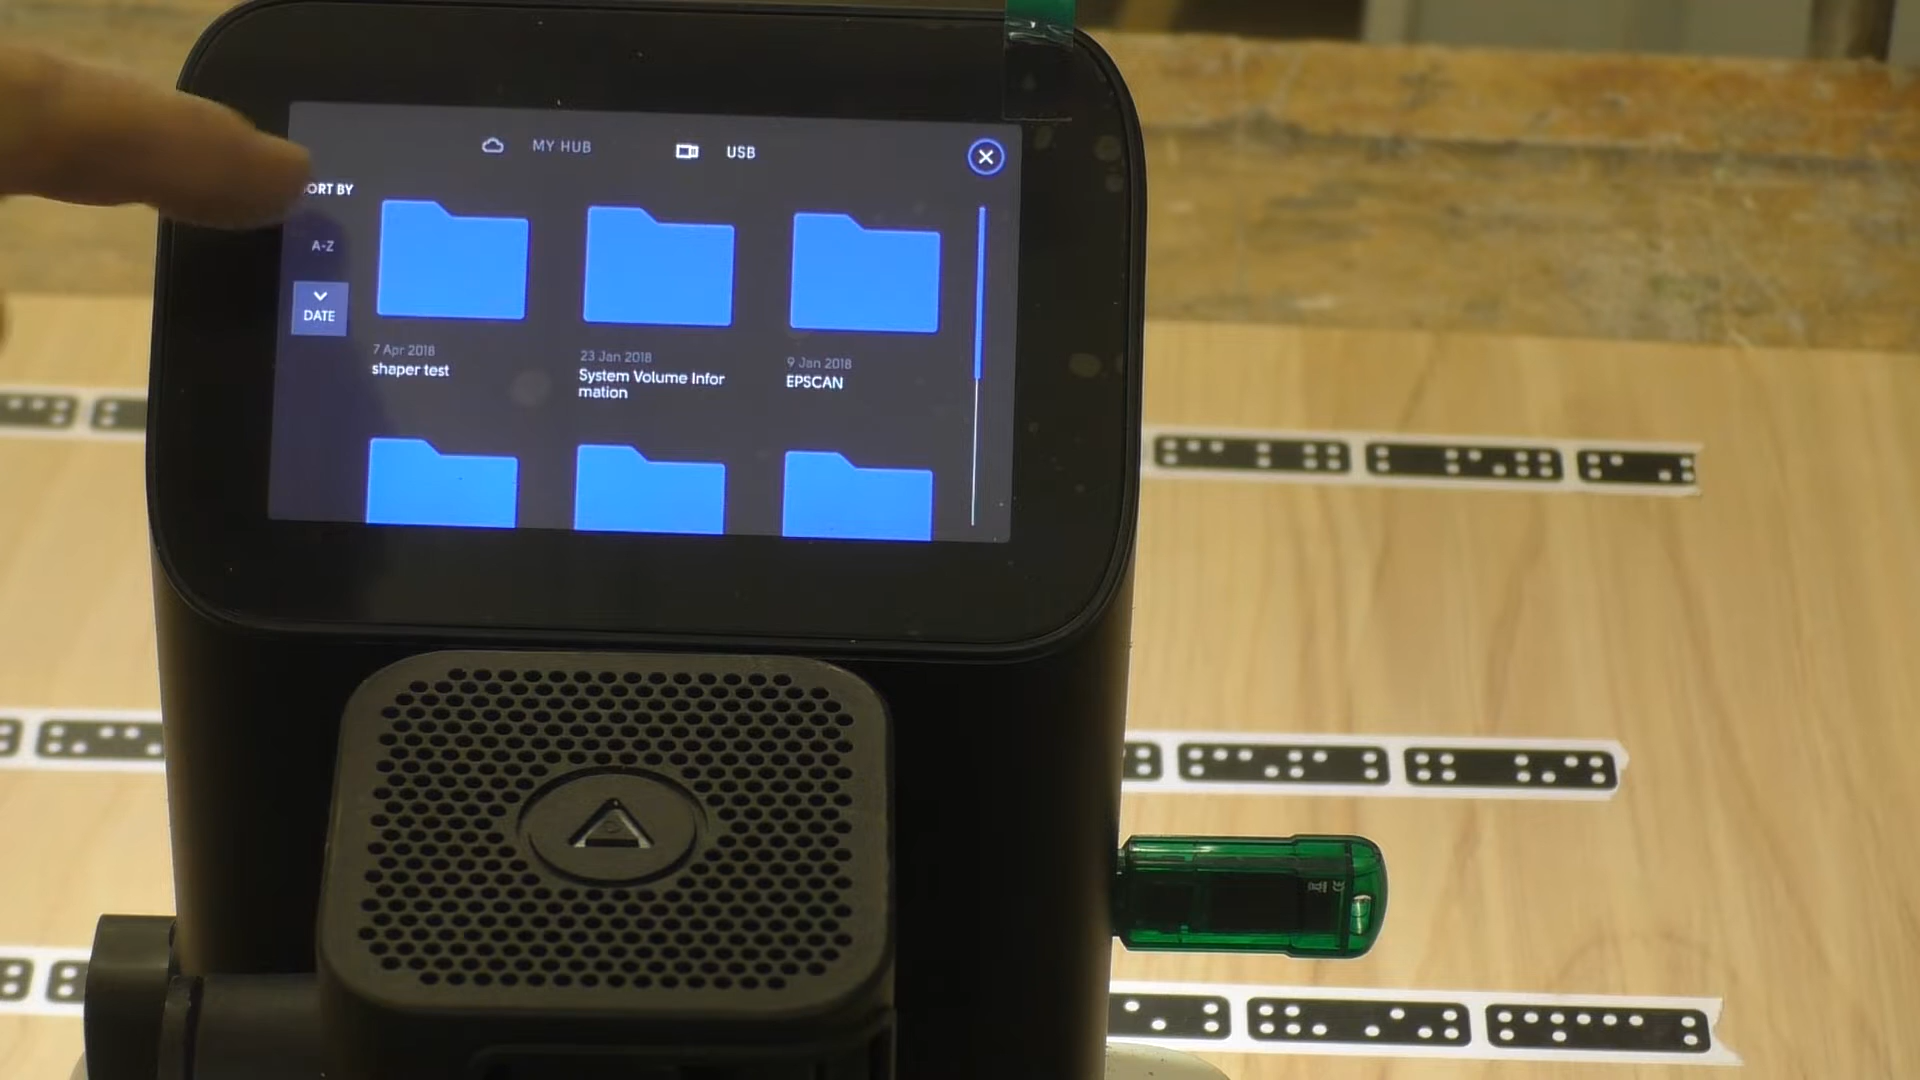 MY HUB
USB
ORT BY
A-Z
DATE
7 Apr 2018
shaper test
23 Jan 2018
System Volume Infor
mation
9 Jan 2018
EPSCAN